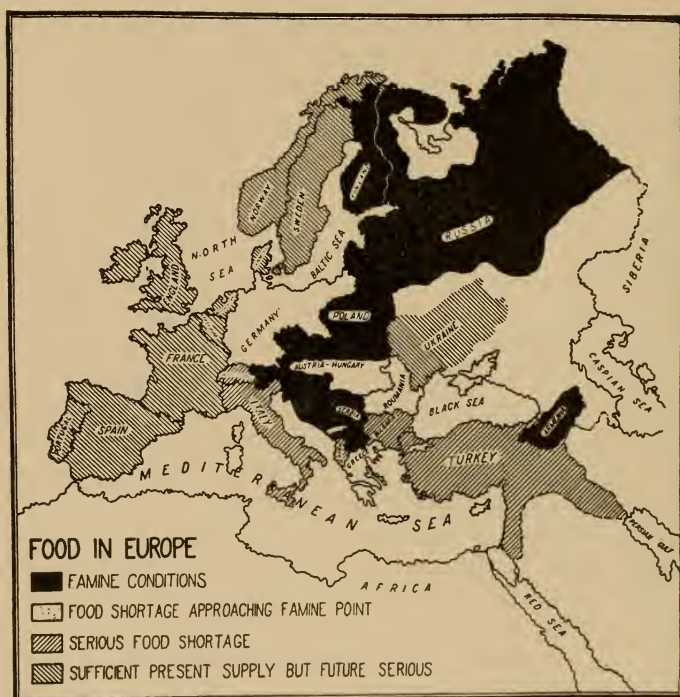 NORWAY
SWEDEN
FINLAND
RUSSIA
SIBERIA
NORTH
SEA
BALTIC SEA
ENGLAND
GERMANY
POLAND
UKRAINE
CASPIAN SEA
FRANCE
AUSTRIA-HUNGARY
ROUMANIA
BLACK SEA
SERBIA
ARMENIA
ITALY
PORTUGAL
SPAIN
GREECE
TURKEY
MEDITERRANEAN SEA
PERSIAN GULF
AFRICA
RED SEA
FOOD IN EUROPE
FAMINE CONDITIONS
FOOD SHORTAGE APPROACHING FAMINE POINT
SERIOUS FOOD SHORTAGE
SUFFICIENT PRESENT SUPPLY BUT FUTURE SERIOUS